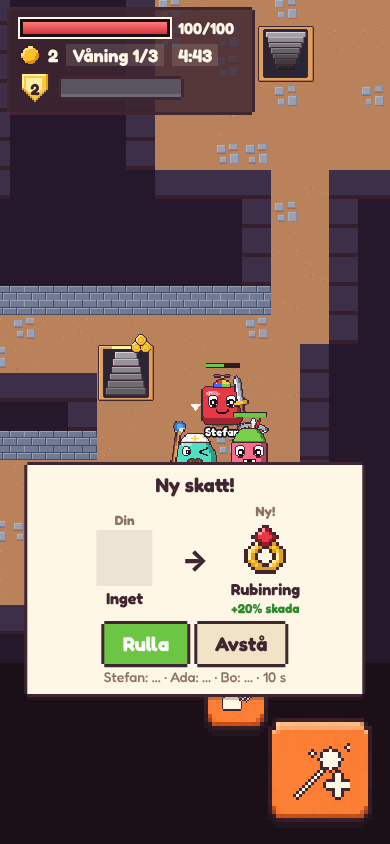 100/100
2 Våning 1/3 4:43
2
Stefan
Ny skatt!
Din
Ny!
Inget
Rubinring
+20% skada
Rulla
Avstå
Stefan: ... · Ada: ... · Bo: ... · 10 s